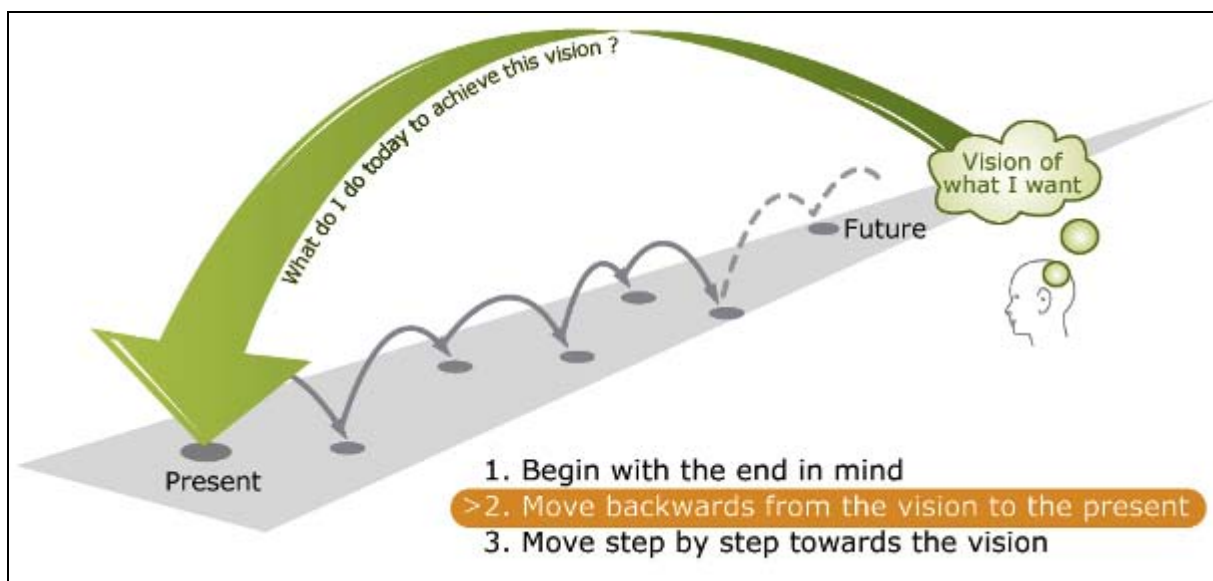 What do I do today to achieve this vision ?
Vision of
what I want
Future
Present
1. Begin with the end in mind
>2. Move backwards from the vision to the present
3. Move step by step towards the vision